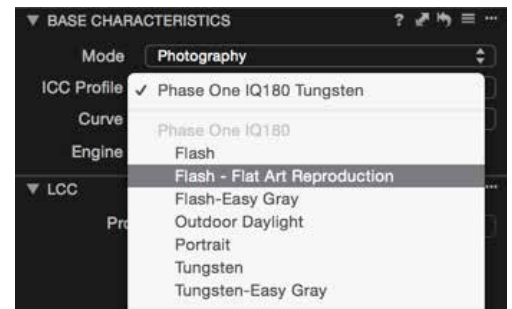 BASE CHARACTERISTICS ?
Mode Photography
ICC Profile ✓ Phase One IQ180 Tungsten
Curve
Phase One IQ180
Engine Flash
Flash - Flat Art Reproduction
LCC Flash-Easy Gray
Outdoor Daylight
Portrait
Tungsten
Tungsten-Easy Gray